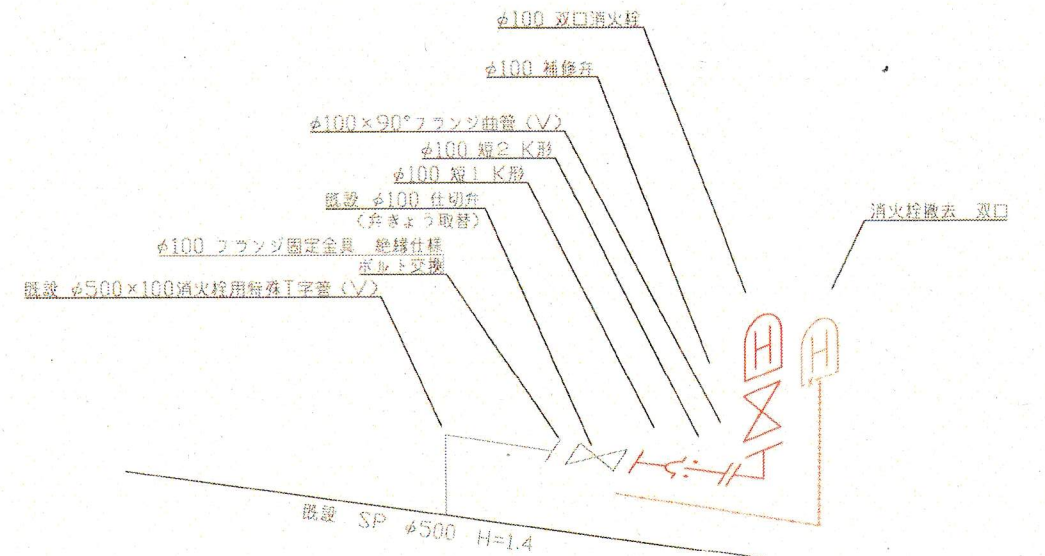 φ100 双口消火栓
φ100 補修弁
φ100×90°フランジ曲管(V)
φ100 短2 K形
φ100 短1 K形
既設 φ100 仕切弁
(弁きょう取替)
φ100 フランジ固定金具 絶縁仕様
ボルト交換
既設 φ500×100消火栓用特殊T字管(V)
消火栓撤去 双口
H
H
既設 SP φ500 H=1.4